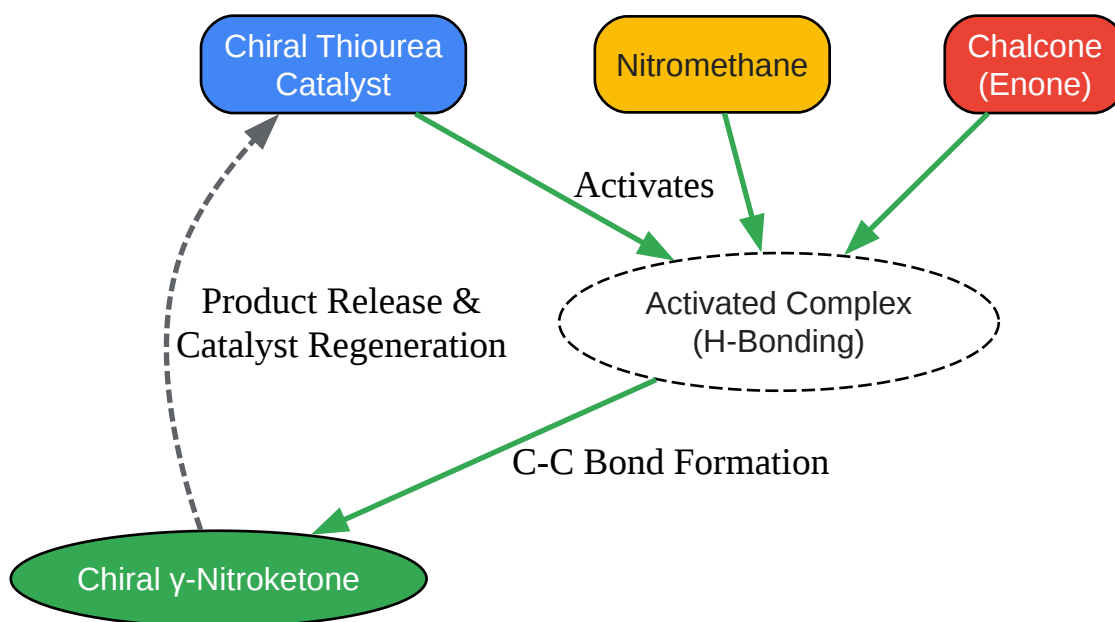 Chiral Thiourea
Catalyst
Nitromethane
Chalcone
(Enone)
Activates
Product Release &
Catalyst Regeneration
Activated Complex
(H-Bonding)
C-C Bond Formation
Chiral γ-Nitroketone